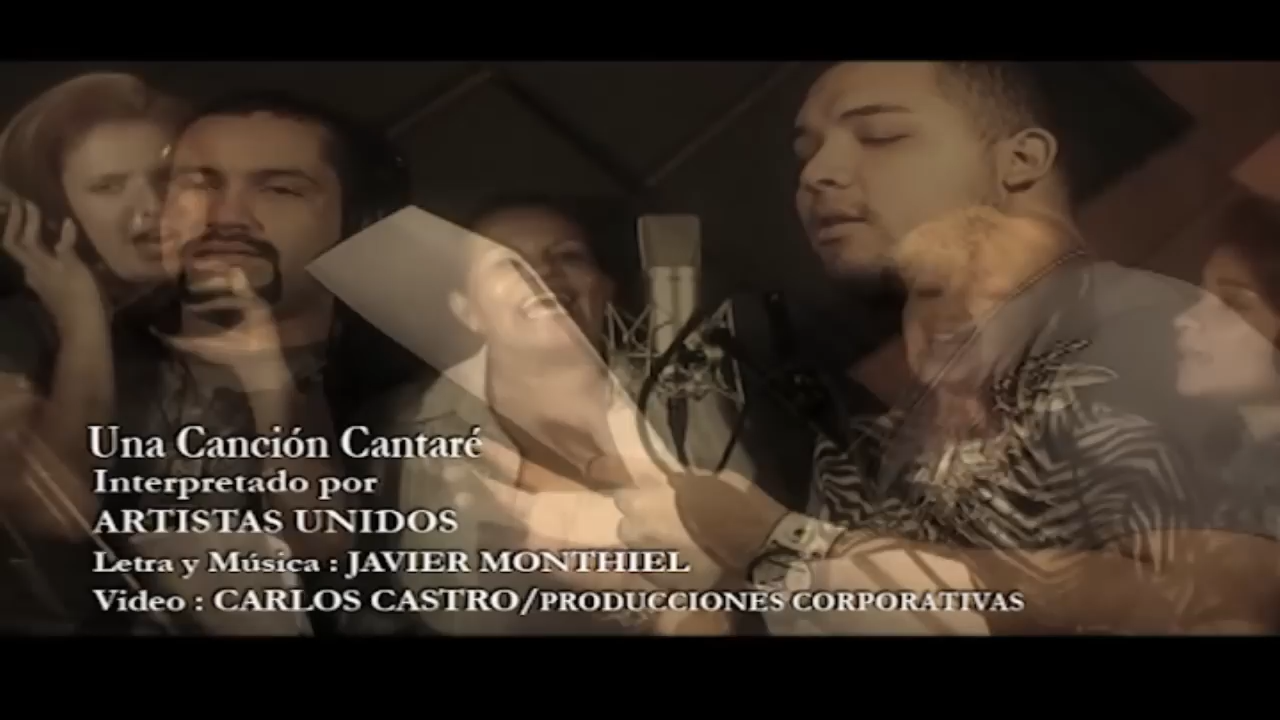 Una Canción Cantaré
Interpretado por
ARTISTAS UNIDOS
Letra y Música : JAVIER MONTHIEL
Video : CARLOS CASTRO/PRODUCCIONES CORPORATIVAS